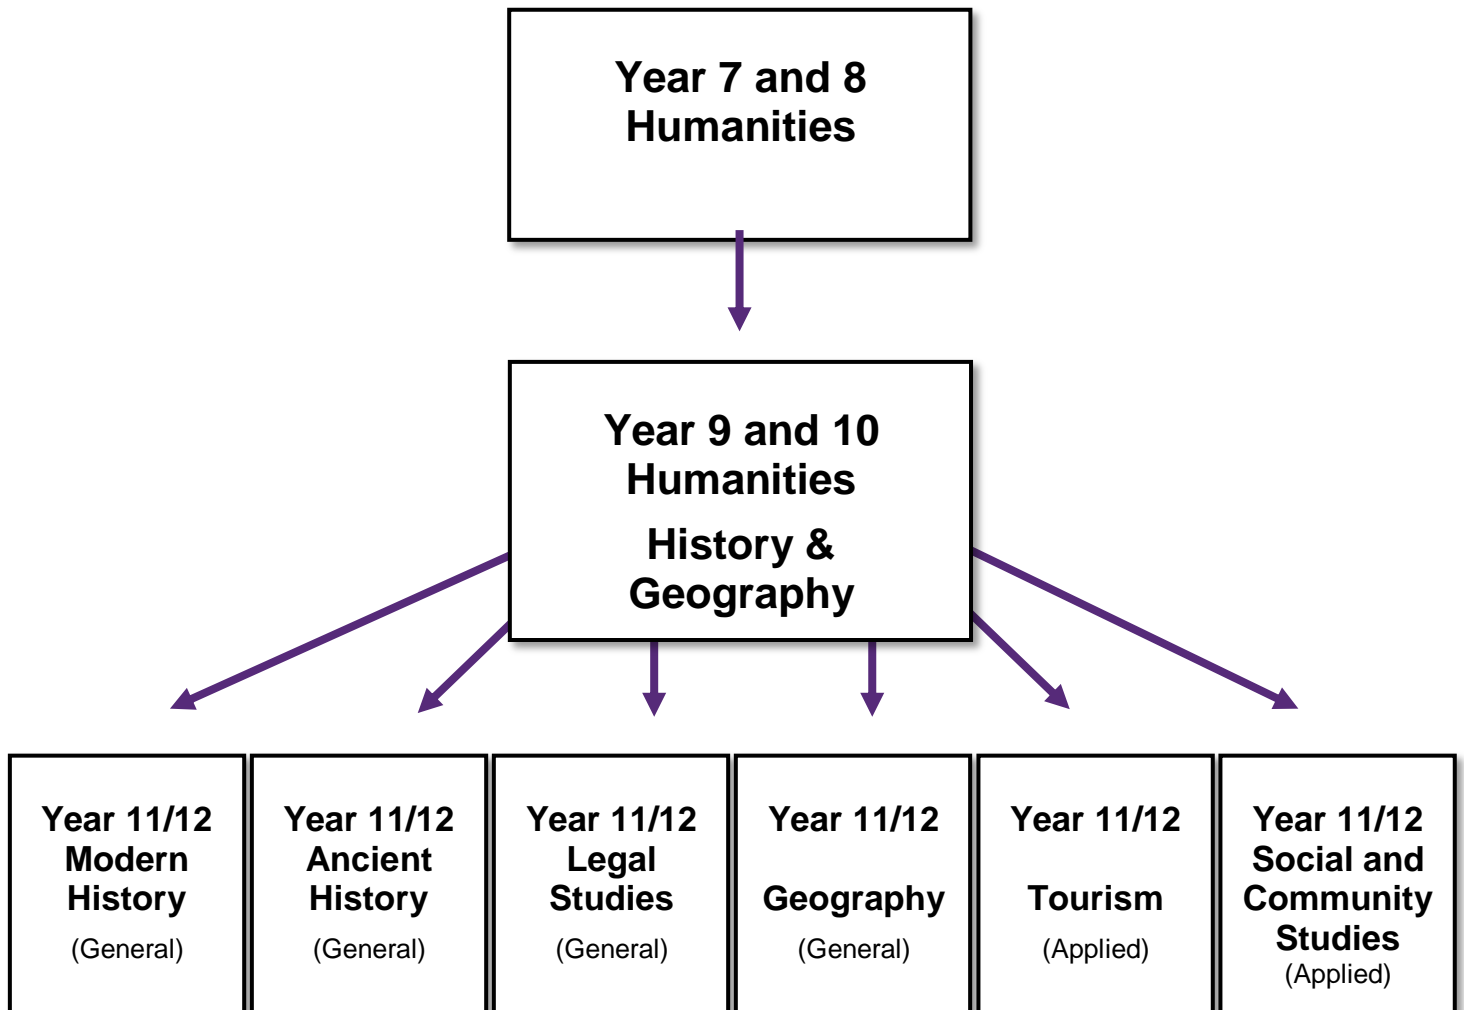 Year 7 and 8
Humanities
Year 9 and 10
Humanities
History &
Geography
Year 11/12
Modern
History
(General)
Year 11/12
Ancient
History
(General)
Year 11/12
Legal
Studies
(General)
Year 11/12
Geography
(General)
Year 11/12
Tourism
(Applied)
Year 11/12
Social and
Community
Studies
(Applied)